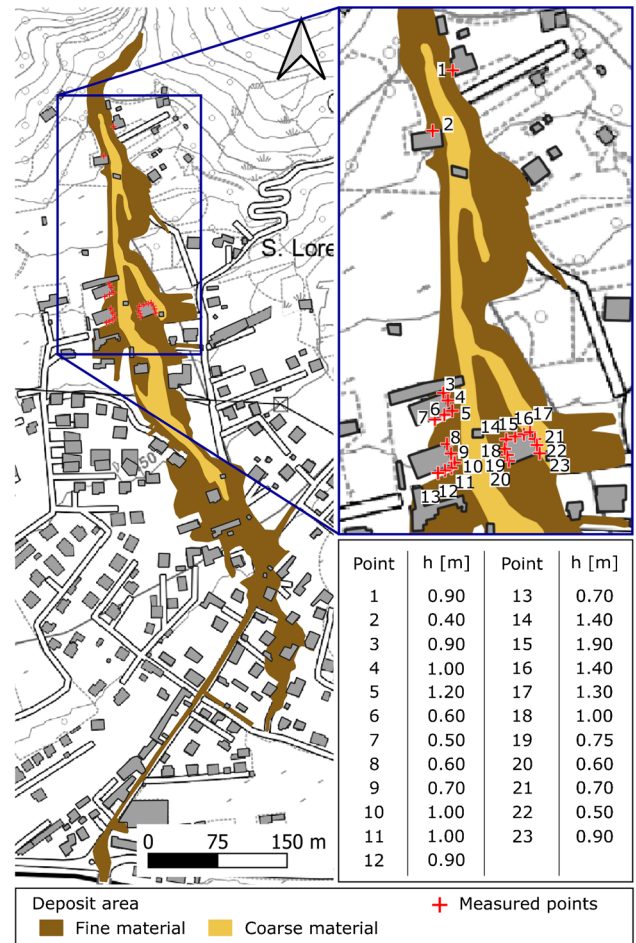 S. Lore
50
0 75 150 m
1
2
3
4
5
6
7
8
9
10
11
12
13
14
15
16
17
18
19
20
21
22
23
Point h [m] Point h [m]
1 0.90 13 0.70
2 0.40 14 1.40
3 0.90 15 1.90
4 1.00 16 1.40
5 1.20 17 1.30
6 0.60 18 1.00
7 0.50 19 0.75
8 0.60 20 0.60
9 0.70 21 0.70
10 1.00 22 0.50
11 1.00 23 0.90
12 0.90
Deposit area
Measured points
Fine material Coarse material